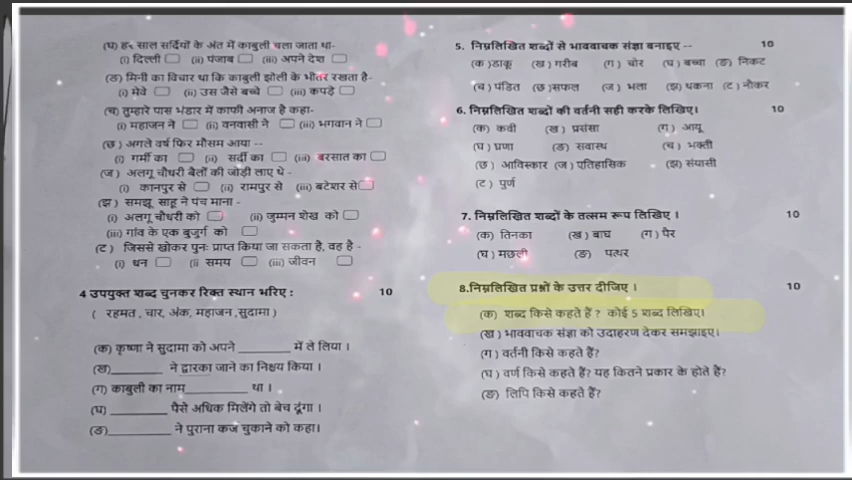 (घ) हर साल सर्दियों के अंत में काबुली चला जाता था-
(i) दिल्ली (ii) पंजाब (iii) अपने देश
(ङ) मिनी का विचार था कि काबुली झोली के भीतर रखता है-
(i) मेवे (ii) उस जैसे बच्चे (iii) कपड़े
(च) तुम्हारे पास भंडार में काफी अनाज है कहा-
(i) महाजन ने (ii) वनवासी ने (iii) भगवान ने
(छ) अगले वर्ष फिर मौसम आया --
(i) गर्मी का (ii) सर्दी का (iii) बरसात का
(ज) अलगू चौधरी बैलों की जोड़ी लाए थे -
(i) कानपुर से (ii) रामपुर से (iii) बटेशर से
(झ) समझू साहू ने पंच माना -
(i) अलगू चौधरी को (ii) जुम्मन शेख को
(iii) गांव के एक बुजुर्ग को
(ट) जिससे खोकर पुनः प्राप्त किया जा सकता है, वह है -
(i) धन (ii समय (iii) जीवन
4 उपयुक्त शब्द चुनकर रिक्त स्थान भरिए : 10
( रहमत , चार, अंक, महाजन , सुदामा )
(क) कृष्णा ने सुदामा को अपने ________ में ले लिया ।
(ख)________ ने द्वारका जाने का निश्चय किया ।
(ग) काबुली का नाम_________ था ।
(घ) _________ पैसे अधिक मिलेंगे तो बेच दूंगा ।
(ङ)_________ ने पुराना कज चुकाने को कहा।
5. निम्नलिखित शब्दों से भाववाचक संज्ञा बनाइए -- 10
(क )डाकू (ख ) गरीब (ग ) चोर (घ ) बच्चा (ङ) निकट
(च ) पंडित (छ )सफल (ज ) भला (झ) थकना (ट ) नौकर
6. निम्नलिखित शब्दों की वर्तनी सही करके लिखिए। 10
(क) कवी (ख ) प्रसंसा (ग ) आयू
(घ ) घ्रणा (ङ) सवास्थ (च ) भक्ती
(छ ) आविस्कार (ज ) एतिहासिक (झ) संयासी
(ट ) पुर्ण
7. निम्नलिखित शब्दों के तत्सम रूप लिखिए । 10
(क) तिनका (ख ) बाघ (ग ) पैर
(घ ) मछली (ङ) पत्थर
8.निम्नलिखित प्रश्नों के उत्तर दीजिए । 10
(क) शब्द किसे कहते हैं ? कोई 5 शब्द लिखिए।
(ख ) भाववाचक संज्ञा को उदाहरण देकर समझाइए।
(ग ) वर्तनी किसे कहते हैं?
(घ ) वर्ण किसे कहते हैं? यह कितने प्रकार के होते हैं?
(ङ) लिपि किसे कहते हैं?